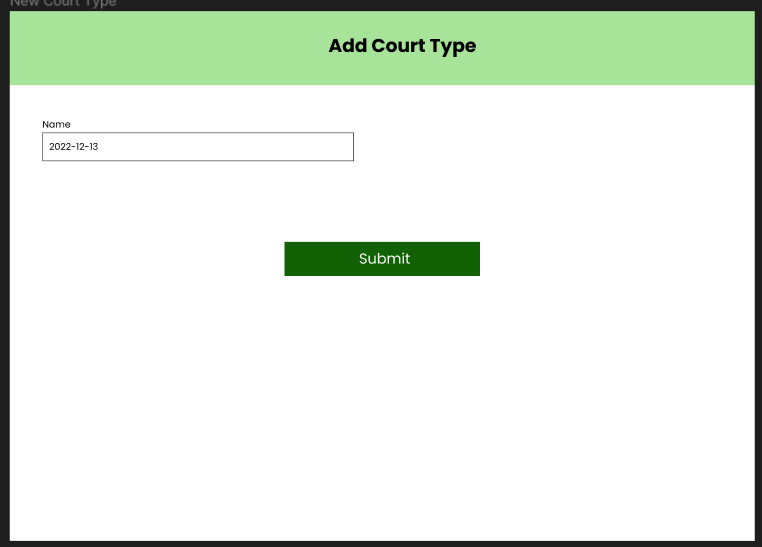 New Court Type
Add Court Type
Name
2022-12-13
Submit